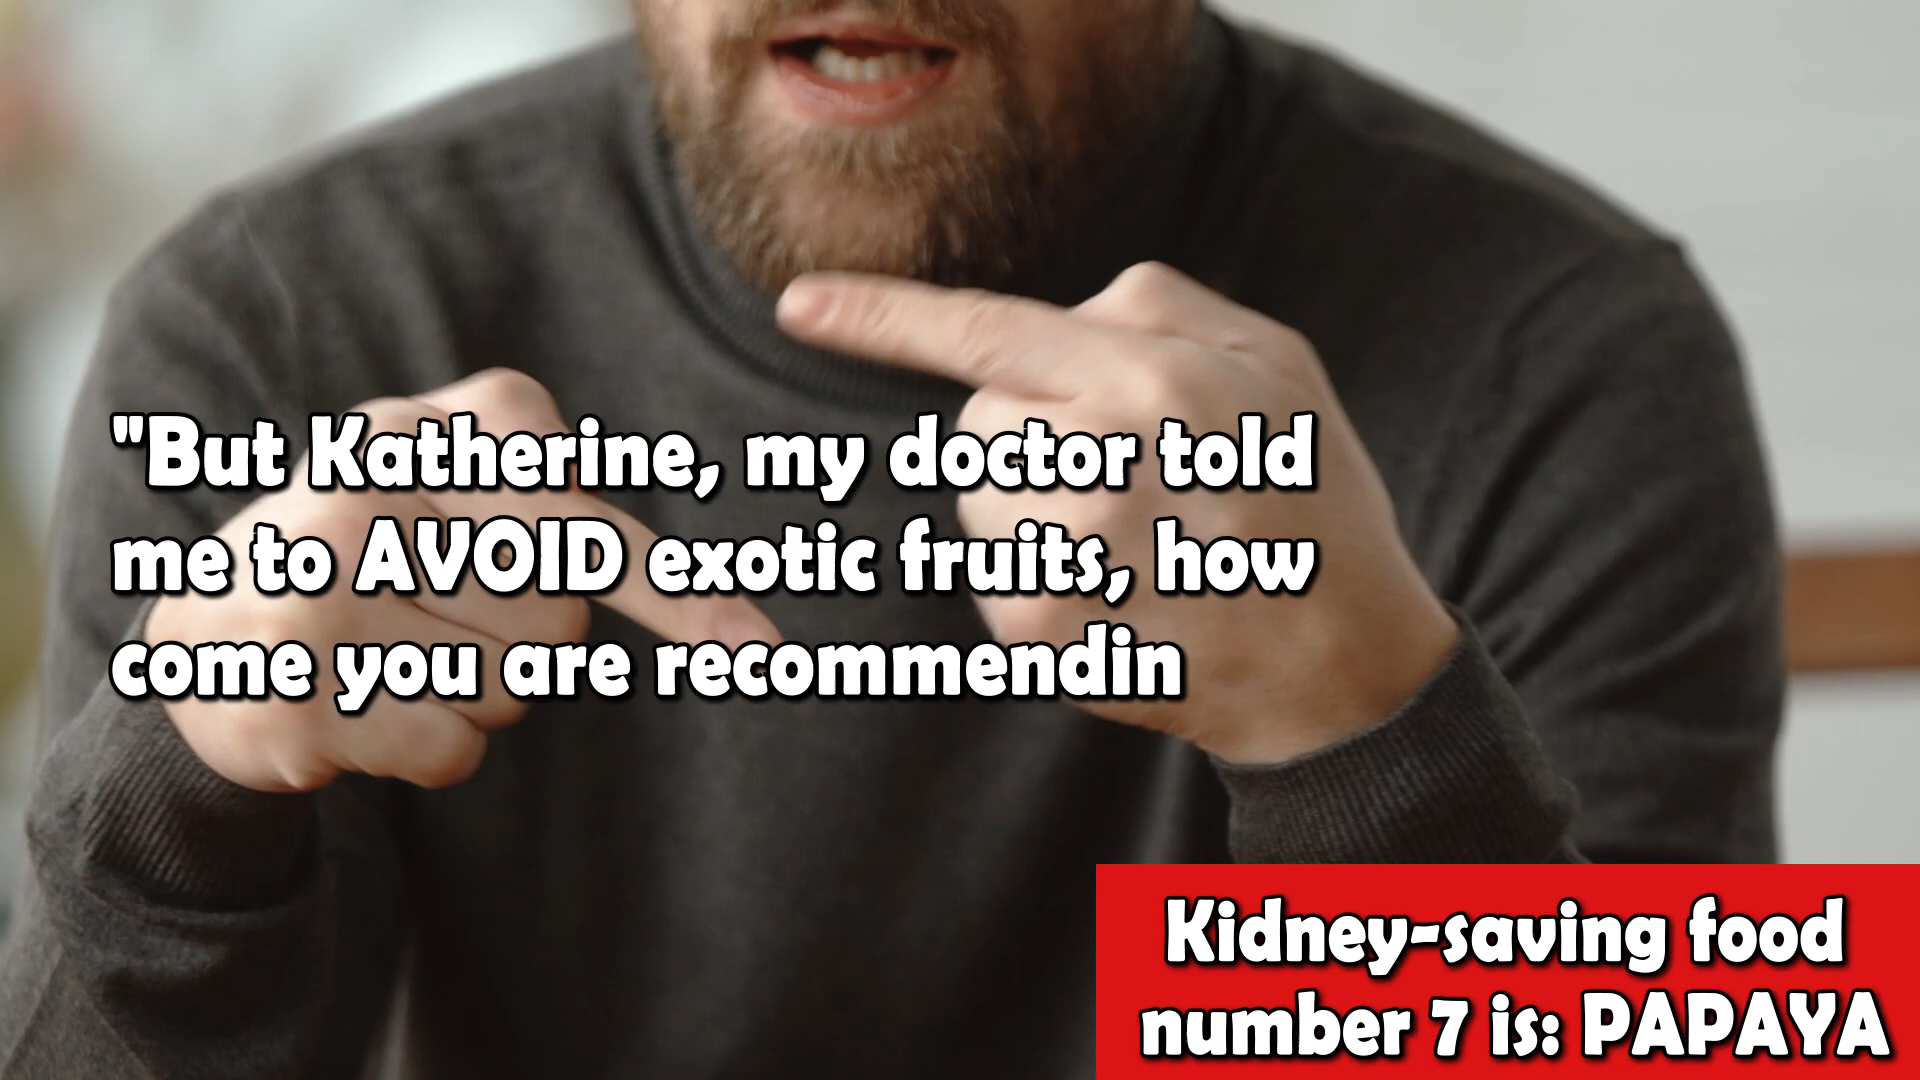 "But Katherine, my doctor told
me to AVOID exotic fruits, how
come you are recommendin
Kidney-saving food
number 7 is: PAPAYA